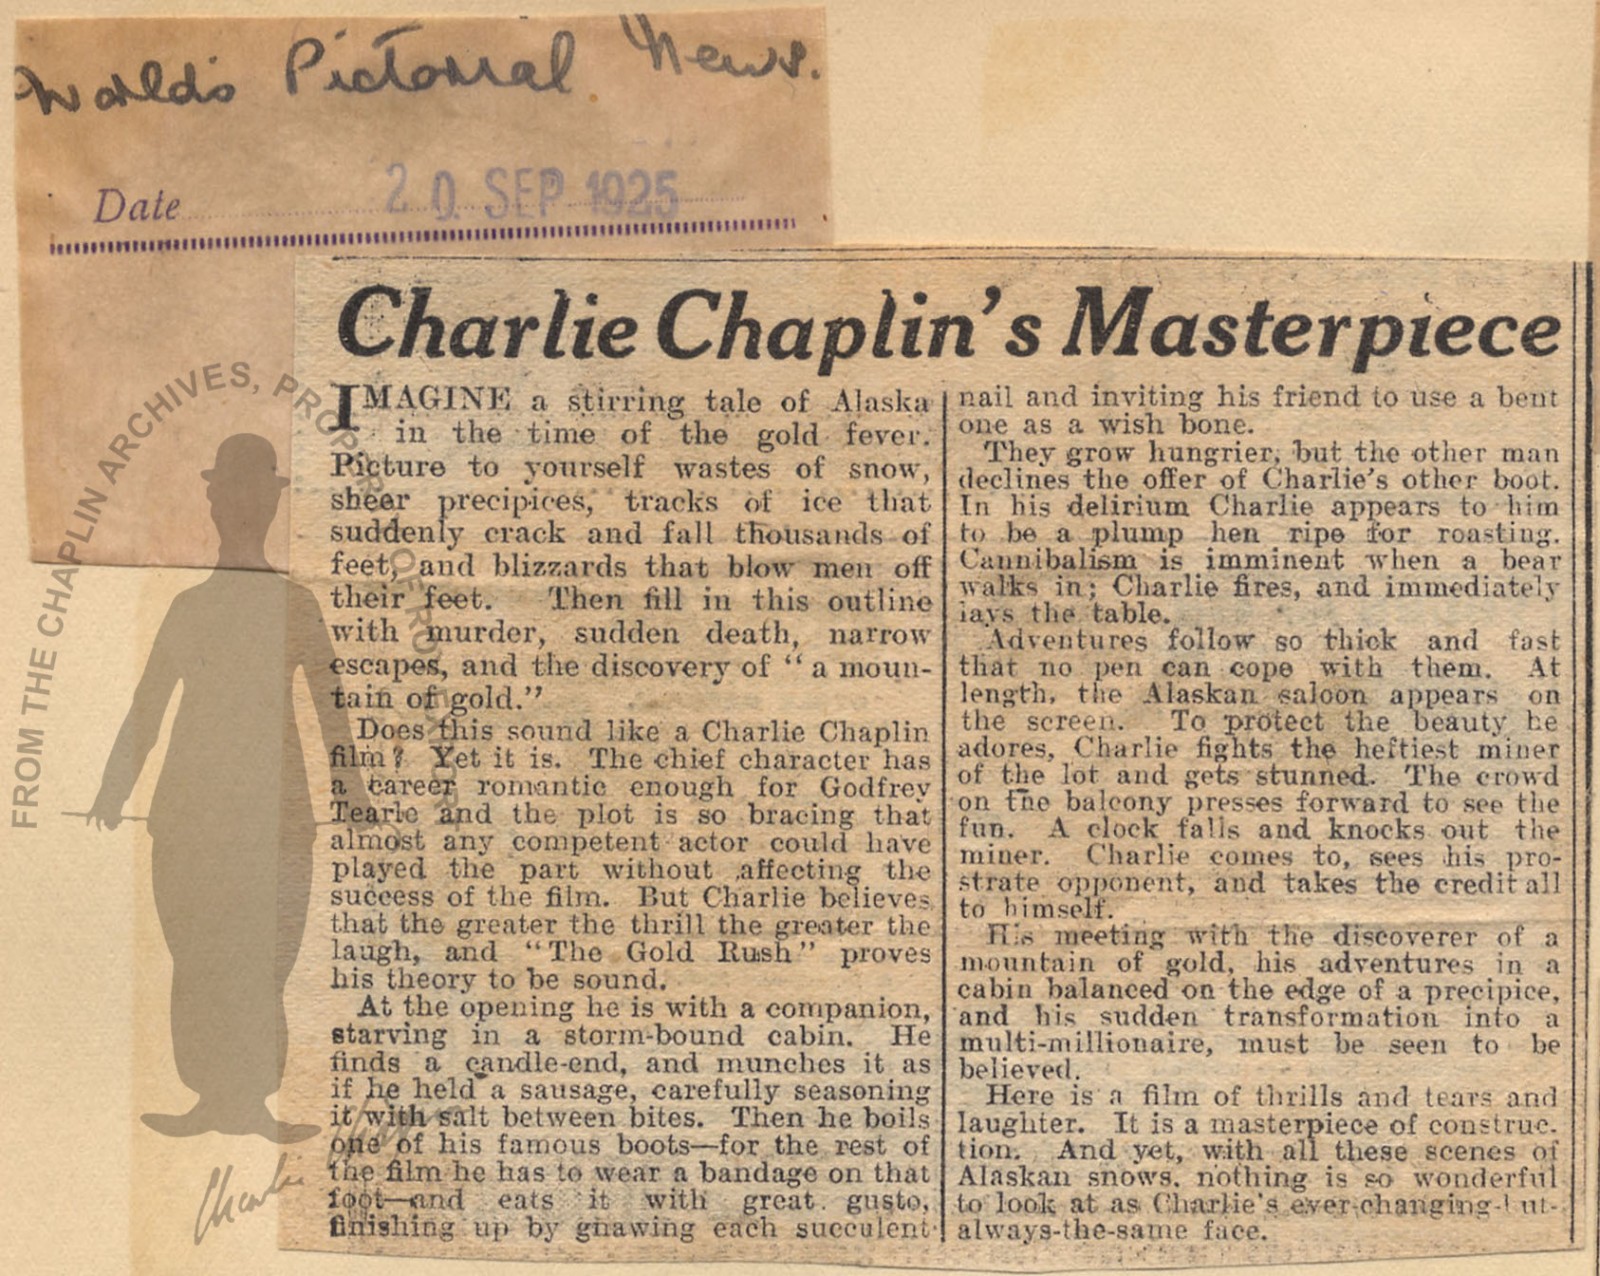 World's Pictorial News.
Date 20 SEP 1925
Charlie Chaplin's Masterpiece
IMAGINE a stirring tale of Alaska
in the time of the gold fever.
Picture to yourself wastes of snow,
sheer precipices, tracks of ice that
suddenly crack and fall thousands of
feet, and blizzards that blow men off
their feet. Then fill in this outline
with murder, sudden death, narrow
escapes, and the discovery of "a moun-
tain of gold."
Does this sound like a Charlie Chaplin
film? Yet it is. The chief character has
a career romantic enough for Godfrey
Tearle and the plot is so bracing that
almost any competent actor could have
played the part without affecting the
success of the film. But Charlie believes
that the greater the thrill the greater the
laugh, and "The Gold Rush" proves
his theory to be sound.
At the opening he is with a companion,
starving in a storm-bound cabin. He
finds a candle-end, and munches it as
if he held a sausage, carefully seasoning
it with salt between bites. Then he boils
one of his famous boots—for the rest of
the film he has to wear a bandage on that
foot—and eats it with great gusto,
finishing up by gnawing each succulent
nail and inviting his friend to use a bent
one as a wish bone.
They grow hungrier, but the other man
declines the offer of Charlie's other boot.
In his delirium Charlie appears to him
to be a plump hen ripe for roasting.
Cannibalism is imminent when a bear
walks in; Charlie fires, and immediately
lays the table.
Adventures follow so thick and fast
that no pen can cope with them. At
length, the Alaskan saloon appears on
the screen. To protect the beauty he
adores, Charlie fights the heftiest miner
of the lot and gets stunned. The crowd
on the balcony presses forward to see the
fun. A clock falls and knocks out the
miner. Charlie comes to, sees his pro-
strate opponent, and takes the credit all
to himself.
His meeting with the discoverer of a
mountain of gold, his adventures in a
cabin balanced on the edge of a precipice,
and his sudden transformation into a
multi-millionaire, must be seen to be
believed.
Here is a film of thrills and tears and
laughter. It is a masterpiece of construc-
tion. And yet, with all these scenes of
Alaskan snows, nothing is so wonderful
to look at as Charlie's ever-changing-but-
always-the-same face.
FROM THE CHAPLIN ARCHIVES, PROPERTY OF ROY EXPORT
Charlie Chaplin